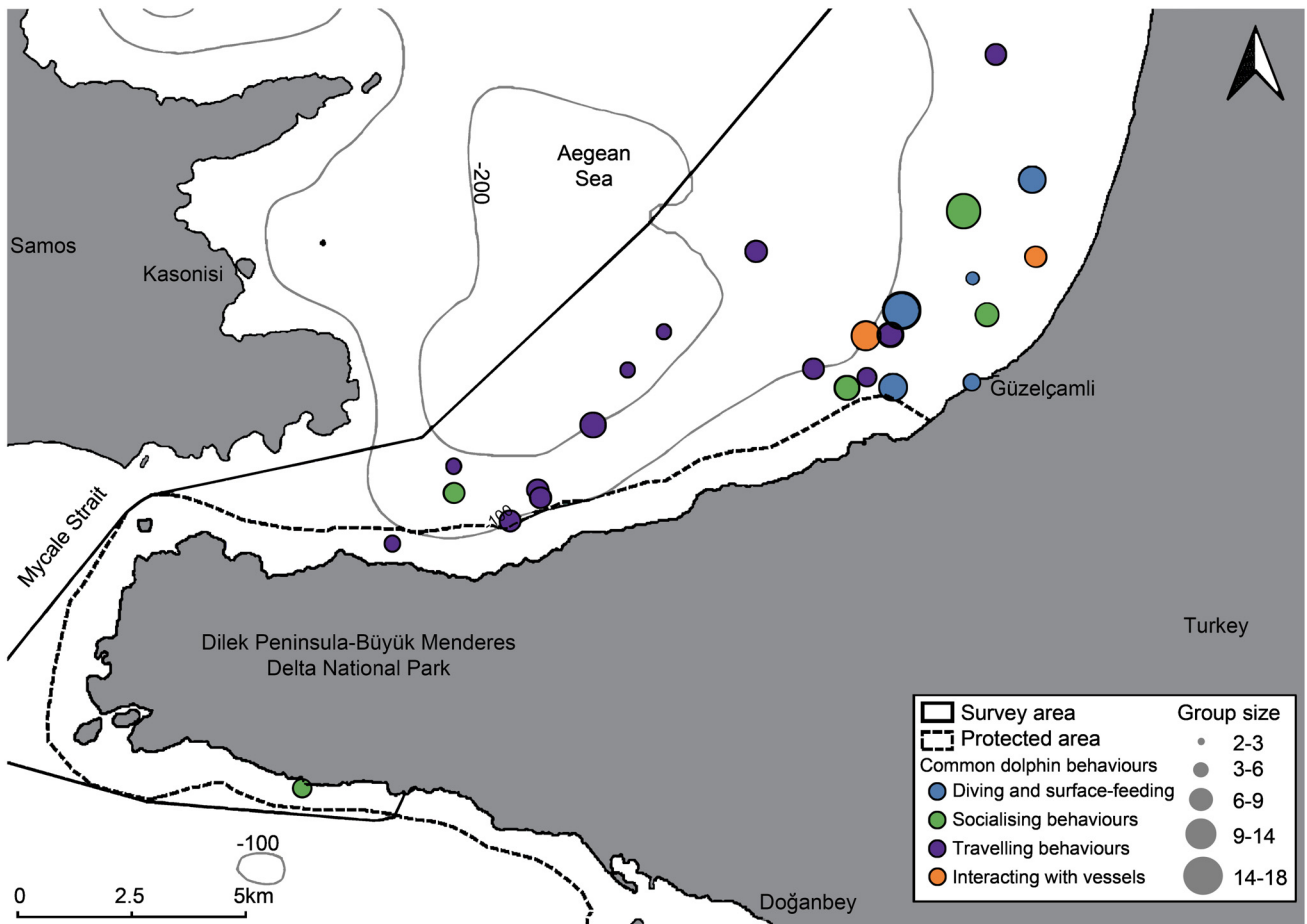 Aegean
Sea
-200
Samos
Kasonisi
Güzelçamli
-100
Mycale Strait
Dilek Peninsula-Büyük Menderes
Delta National Park
Turkey
Survey area
Protected area
Common dolphin behaviours
Diving and surface-feeding
Socialising behaviours
Travelling behaviours
Interacting with vessels
Group size
2-3
3-6
6-9
9-14
14-18
-100
0 2.5 5km
Doğanbey